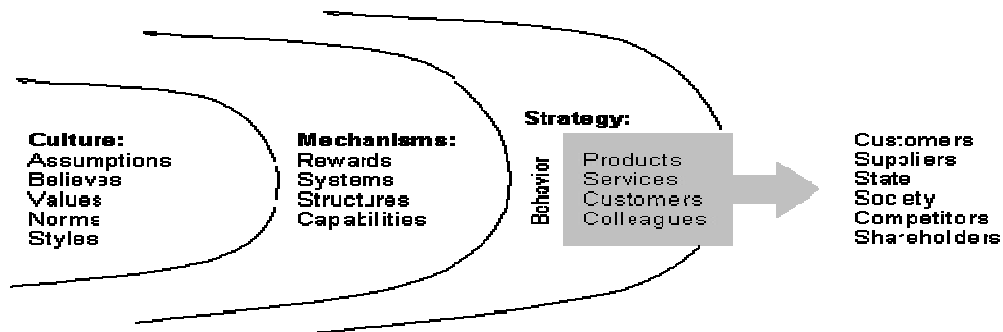 Culture:
Assumptions
Believes
Values
Norms
Styles
Mechanisms:
Rewards
Systems
Structures
Capabilities
Strategy:
Behavior
Products
Services
Customers
Colleagues
Customers
Suppliers
State
Society
Competitors
Shareholders